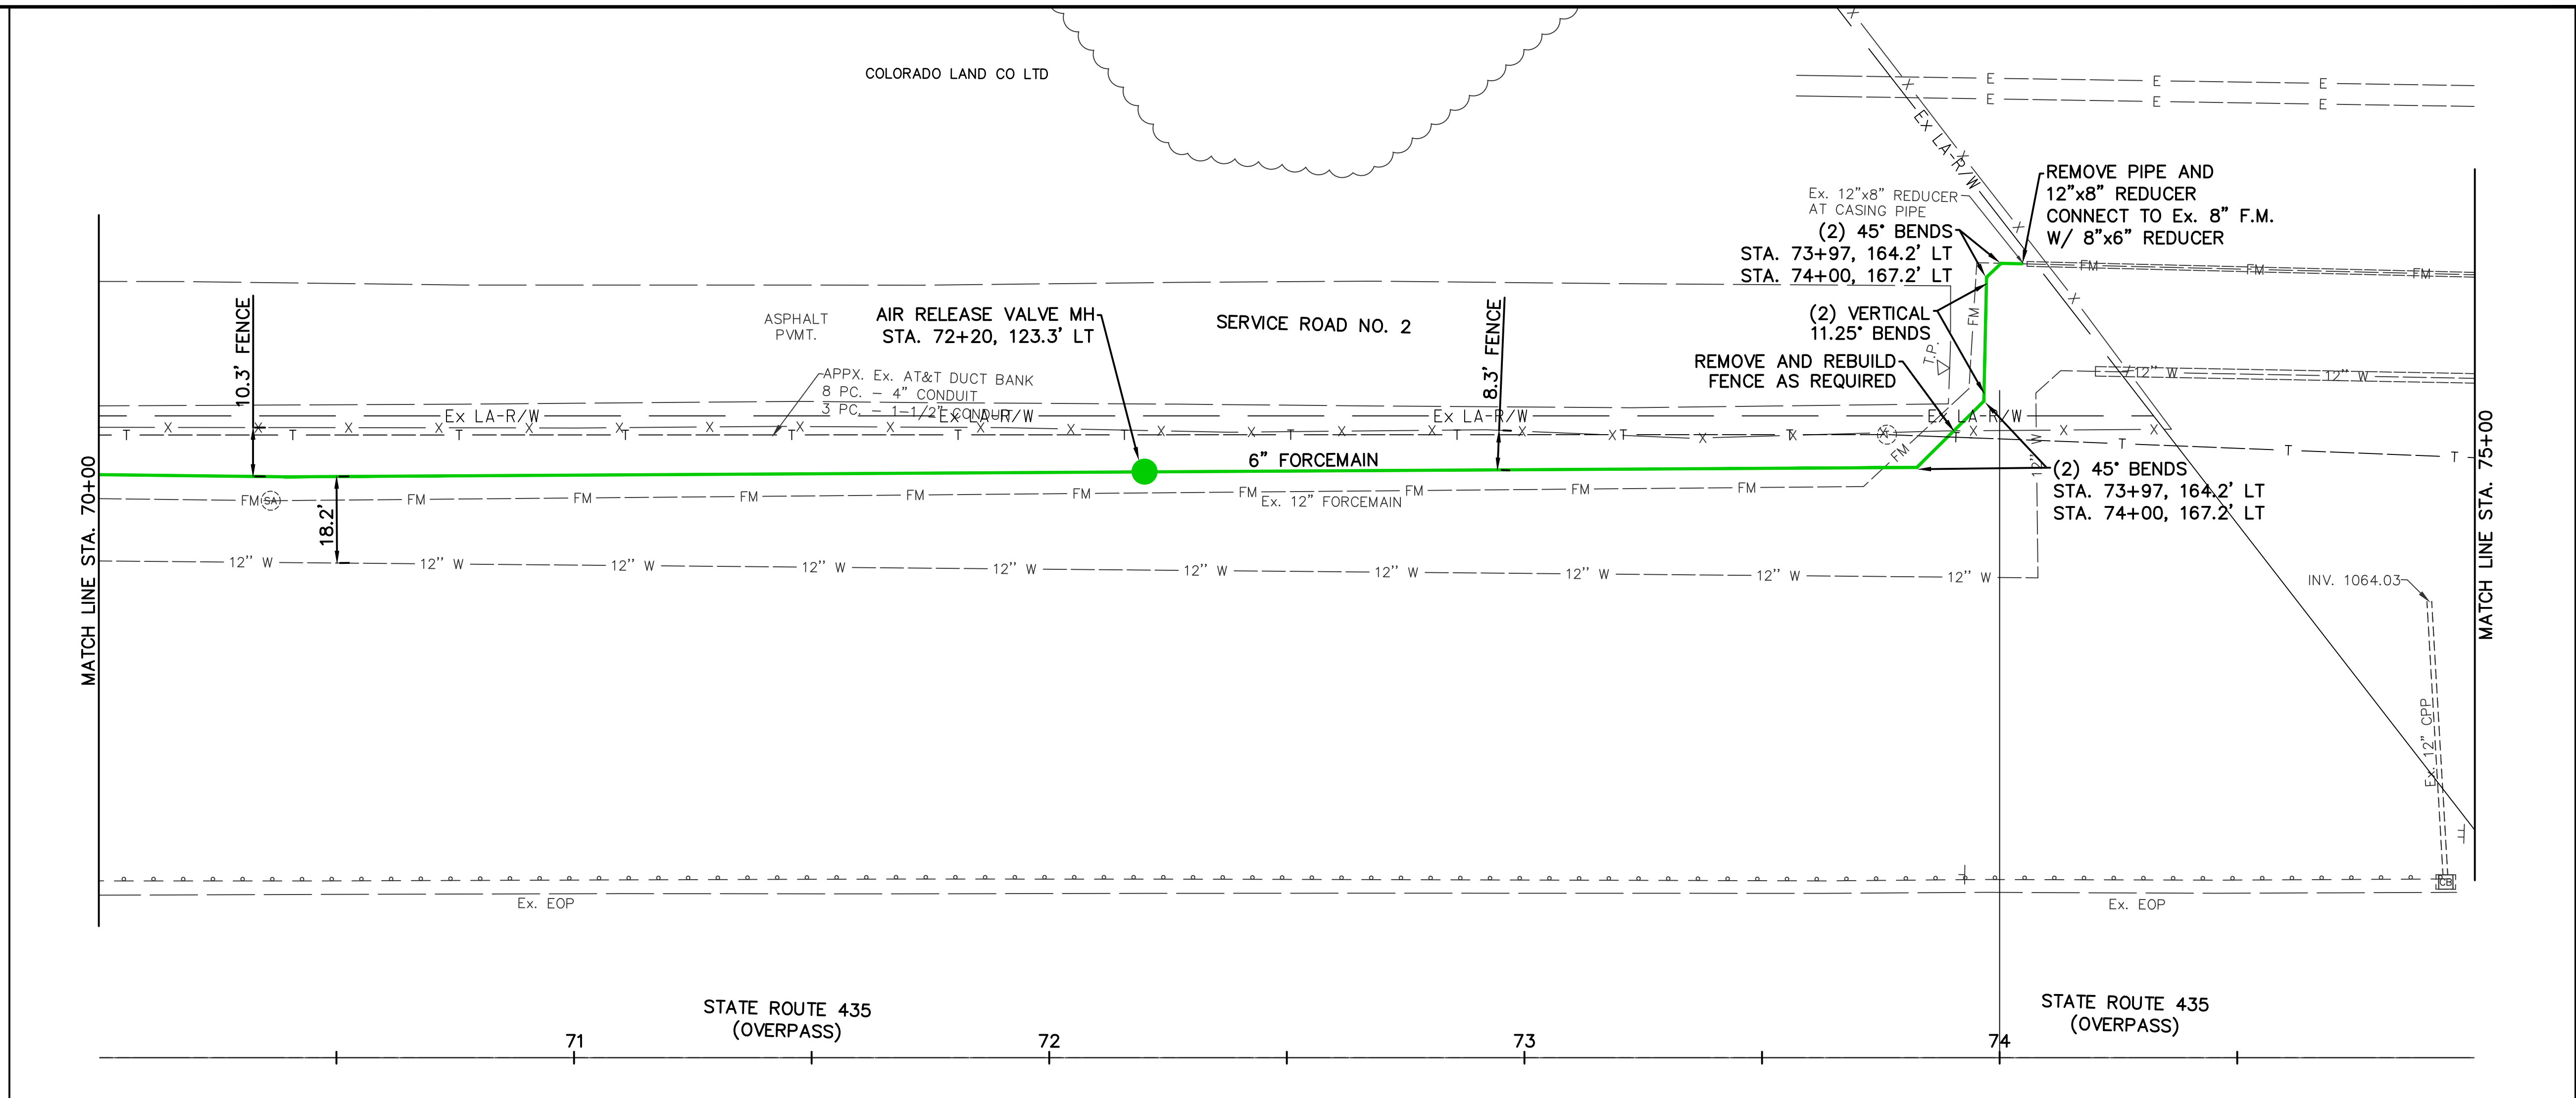 COLORADO LAND CO LTD
E E E
E E E
Ex LA-R/W
REMOVE PIPE AND
12"x8" REDUCER
CONNECT TO Ex. 8" F.M.
W/ 8"x6" REDUCER
Ex. 12"x8" REDUCER
AT CASING PIPE
(2) 45° BENDS
STA. 73+97, 164.2' LT
STA. 74+00, 167.2' LT
FM FM FM
10.3' FENCE
ASPHALT
PVMT.
AIR RELEASE VALVE MH
STA. 72+20, 123.3' LT
SERVICE ROAD NO. 2
8.3' FENCE
(2) VERTICAL
11.25° BENDS
FM
T.P.
REMOVE AND REBUILD
FENCE AS REQUIRED
APPX. Ex. AT&T DUCT BANK
8 PC. - 4" CONDUIT
3 PC. - 1-1/2" CONDUIT
12" W 12" W
Ex LA-R/W Ex LA-R/W Ex LA-R/W Ex LA-R/W
6" FORCEMAIN
FM
12" W
(2) 45° BENDS
STA. 73+97, 164.2' LT
STA. 74+00, 167.2' LT
FM SA FM FM FM FM FM FM FM FM FM
Ex. 12" FORCEMAIN
18.2'
12" W 12" W 12" W 12" W 12" W 12" W 12" W 12" W 12" W 12" W
MATCH LINE STA. 70+00
MATCH LINE STA. 75+00
INV. 1064.03
Ex. 12" CPP
CB
Ex. EOP
Ex. EOP
STATE ROUTE 435
(OVERPASS)
STATE ROUTE 435
(OVERPASS)
71 72 73 74